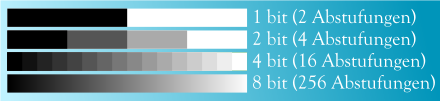 1 bit (2 Abstufungen)
2 bit (4 Abstufungen)
4 bit (16 Abstufungen)
8 bit (256 Abstufungen)